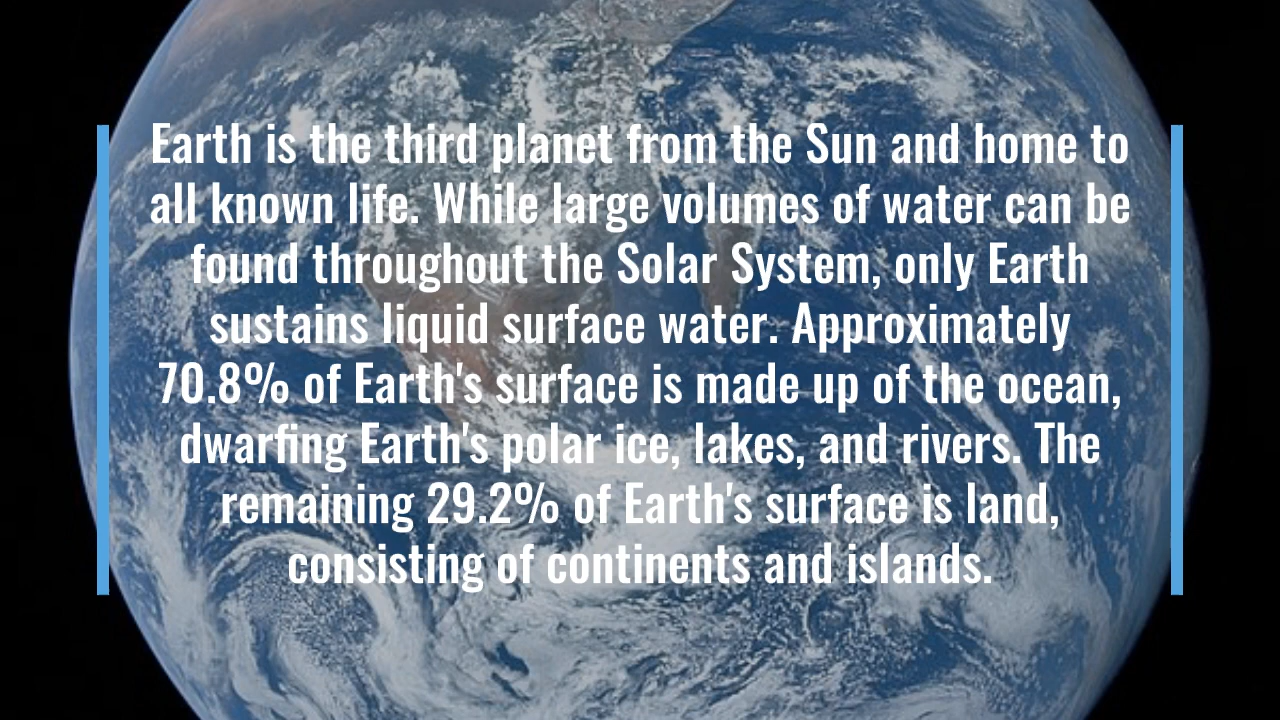 Earth is the third planet from the Sun and home to
all known life. While large volumes of water can be
found throughout the Solar System, only Earth
sustains liquid surface water. Approximately
70.8% of Earth's surface is made up of the ocean,
dwarfing Earth's polar ice, lakes, and rivers. The
remaining 29.2% of Earth's surface is land,
consisting of continents and islands.